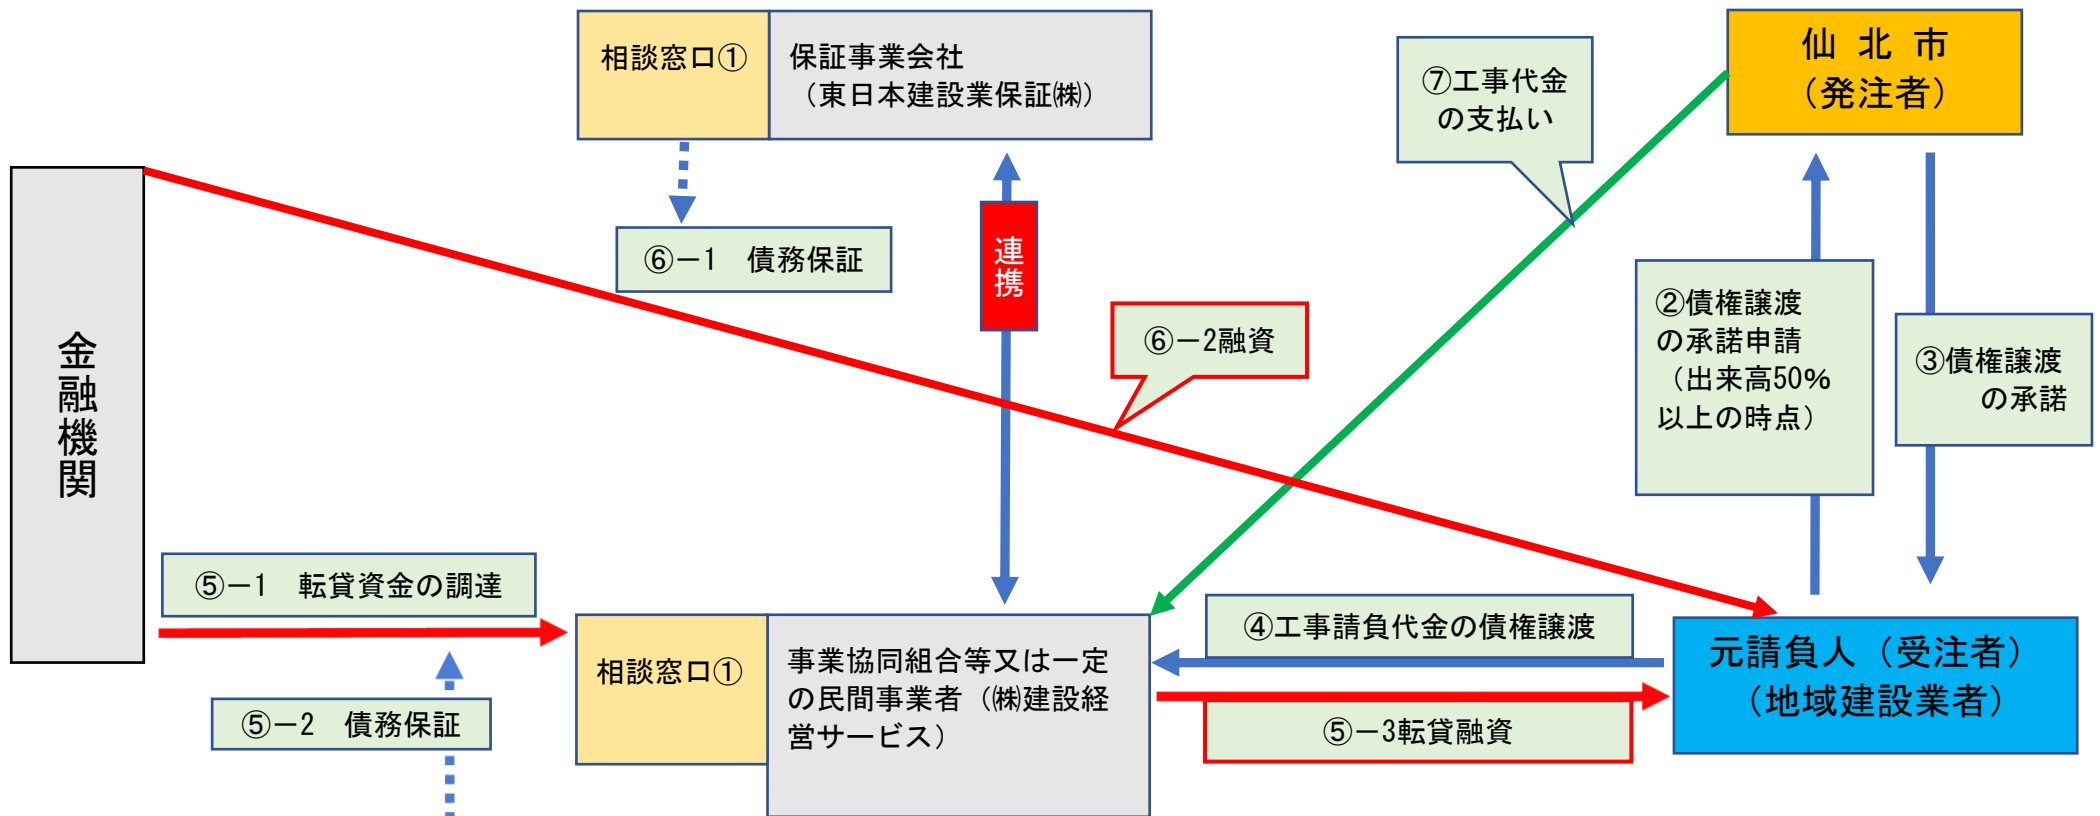 相談窓口①
保証事業会社
（東日本建設業保証㈱）
⑦工事代金
の支払い
仙 北 市
（発注者）
⑥－1　債務保証
連携
⑥－2融資
②債権譲渡
の承諾申請
（出来高50%
以上の時点）
③債権譲渡
の承諾
金融機関
⑤－1　転貸資金の調達
⑤－2　債務保証
相談窓口①
事業協同組合等又は一定
の民間事業者（㈱建設経
営サービス）
④工事請負代金の債権譲渡
⑤－3転貸融資
元請負人（受注者）
（地域建設業者）